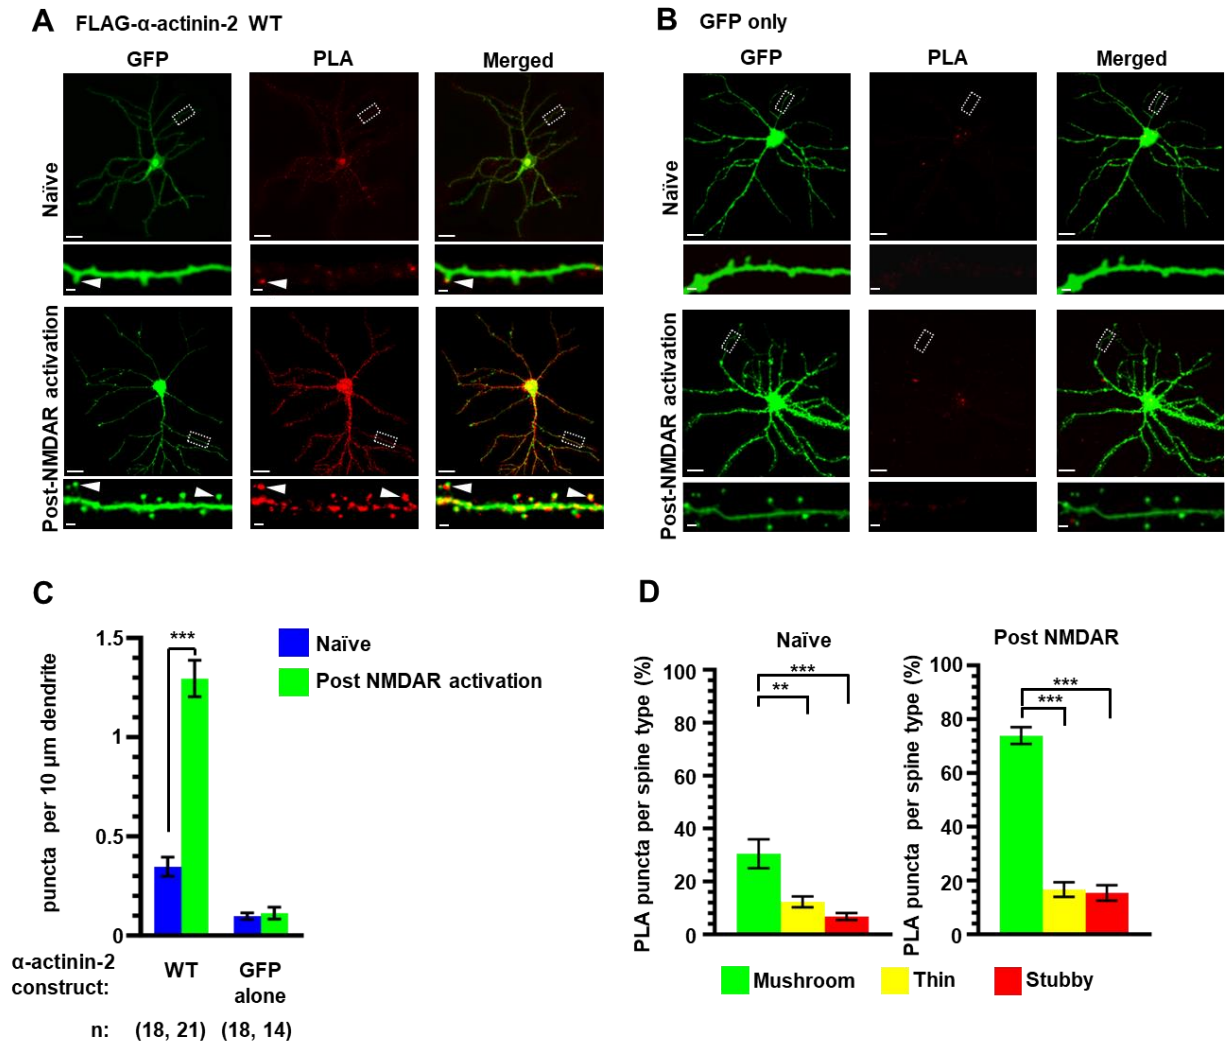 A FLAG-α-actinin-2 WT
GFP PLA Merged
Naïve
Post-NMDAR activation
B GFP only
GFP PLA Merged
Naïve
Post-NMDAR activation
C
puncta per 10 µm dendrite
1.5
1
0.5
0
***
Naïve
Post NMDAR activation
α-actinin-2
construct:
WT GFP
alone
n: (18, 21) (18, 14)
D
Naïve
PLA puncta per spine type (%)
100
80
60
40
20
0
***
**
Post NMDAR
PLA puncta per spine type (%)
100
80
60
40
20
0
***
***
Mushroom Thin Stubby